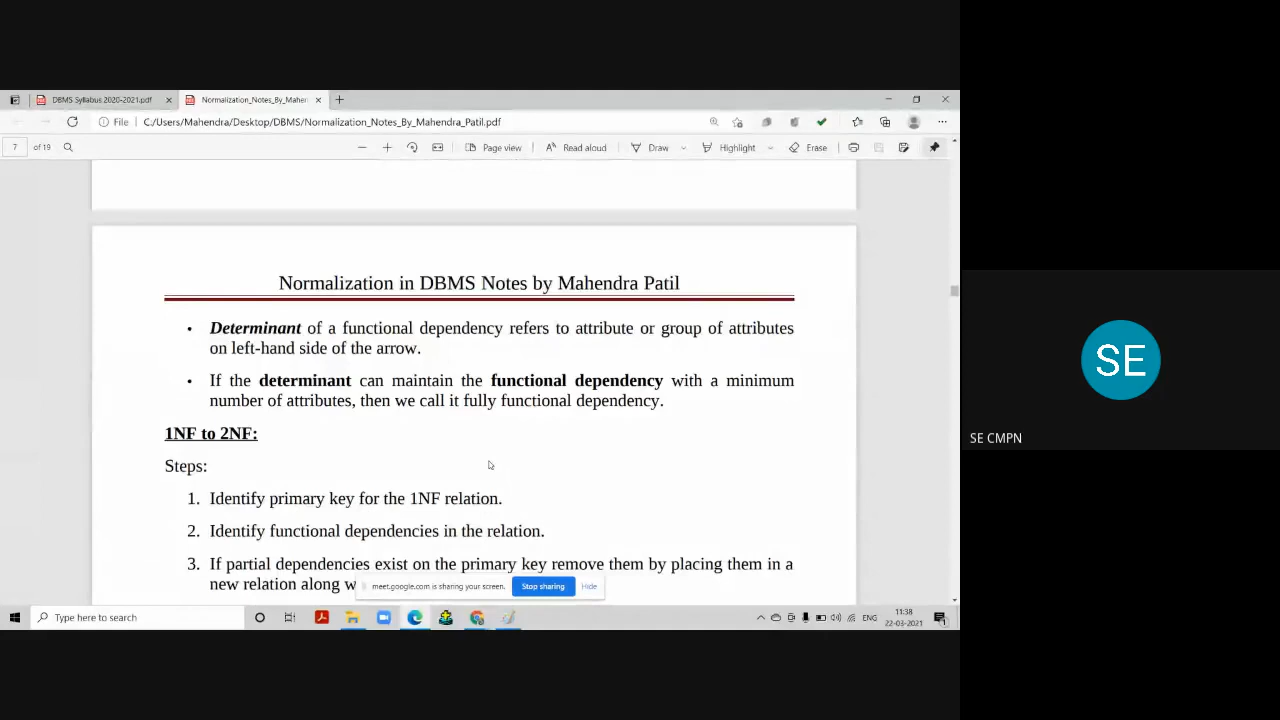 DBMS Syllabus 2020-2021.pdf
Normalization_Notes_By_Mahen
File
C:/Users/Mahendra/Desktop/DBMS/Normalization_Notes_By_Mahendra_Patil.pdf
7 of 19
Page view
Read aloud
Draw
Highlight
Erase
Normalization in DBMS Notes by Mahendra Patil
• Determinant of a functional dependency refers to attribute or group of attributes
on left-hand side of the arrow.
• If the determinant can maintain the functional dependency with a minimum
number of attributes, then we call it fully functional dependency.
1NF to 2NF:
Steps:
1. Identify primary key for the 1NF relation.
2. Identify functional dependencies in the relation.
3. If partial dependencies exist on the primary key remove them by placing them in a
new relation along w
meet.google.com is sharing your screen.
Stop sharing
Hide
Type here to search
ENG
11:38
22-03-2021
SE
SE CMPN